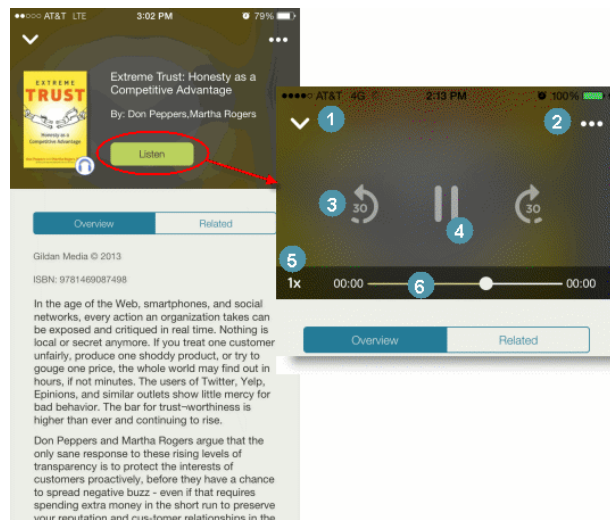 AT&T LTE 3:02 PM 79%
EXTREME
TRUST
Honesty as a
Competitive Advantage
Extreme Trust: Honesty as a
Competitive Advantage
By: Don Peppers,Martha Rogers
Listen
Overview Related
Gildan Media © 2013
ISBN: 9781469087498
In the age of the Web, smartphones, and social
networks, every action an organization takes can
be exposed and critiqued in real time. Nothing is
local or secret anymore. If you treat one customer
unfairly, produce one shoddy product, or try to
gouge one price, the whole world may find out in
hours, if not minutes. The users of Twitter, Yelp,
Epinions, and similar outlets show little mercy for
bad behavior. The bar for trust-worthiness is
higher than ever and continuing to rise.
Don Peppers and Martha Rogers argue that the
only sane response to these rising levels of
transparency is to protect the interests of
customers proactively, before they have a chance
to spread negative buzz - even if that requires
spending extra money in the short run to preserve
your reputation and cus-tomer relationships in the
AT&T 4G 2:13 PM 100%
1 2
3 30 30
4
5
1x 00:00 6 00:00
Overview Related